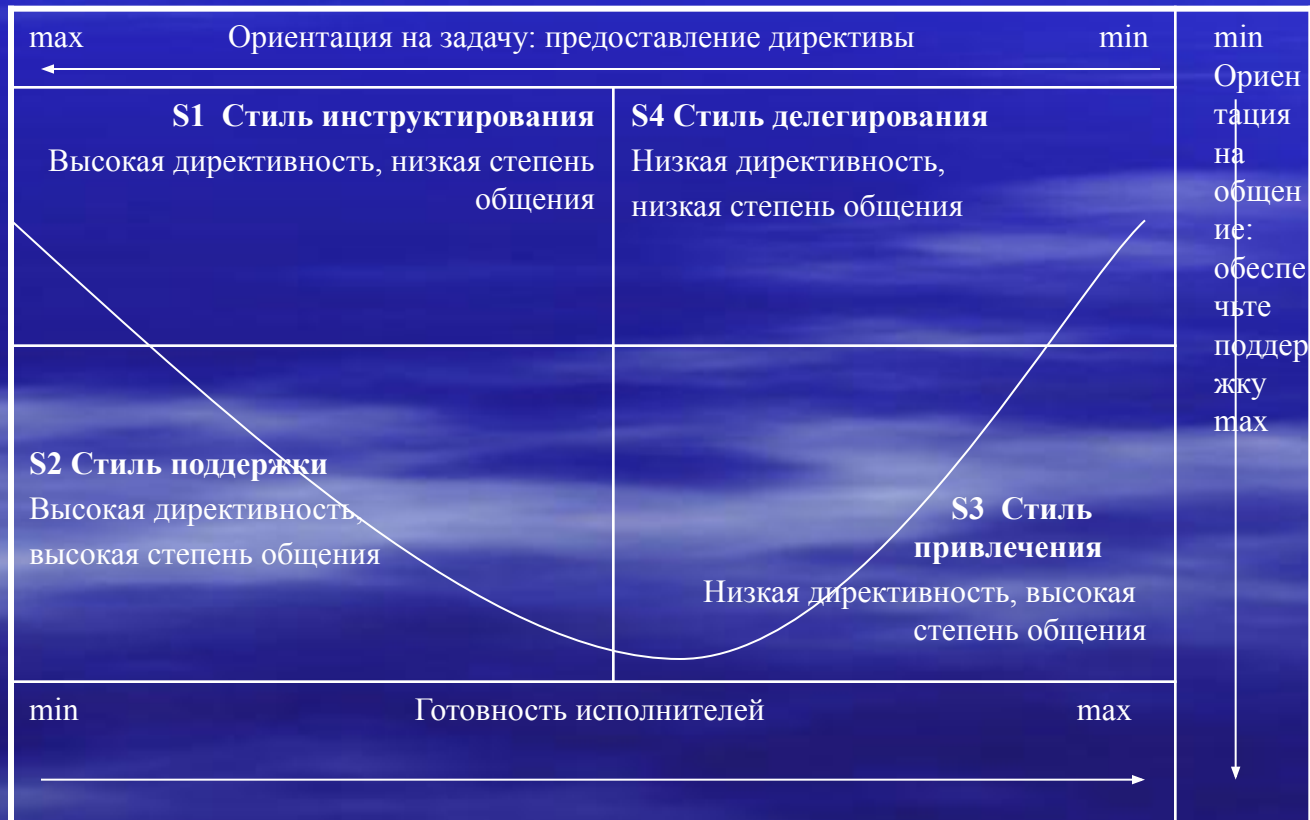 max Ориентация на задачу: предоставление директивы min
S1 Стиль инструктирования
Высокая директивность, низкая степень
общения
S4 Стиль делегирования
Низкая директивность,
низкая степень общения
S2 Стиль поддержки
Высокая директивность,
высокая степень общения
S3 Стиль
привлечения
Низкая директивность, высокая
степень общения
min Готовность исполнителей max
min
Ориен
тация
на
общен
ие:
обеспе
чьте
поддер
жку
max